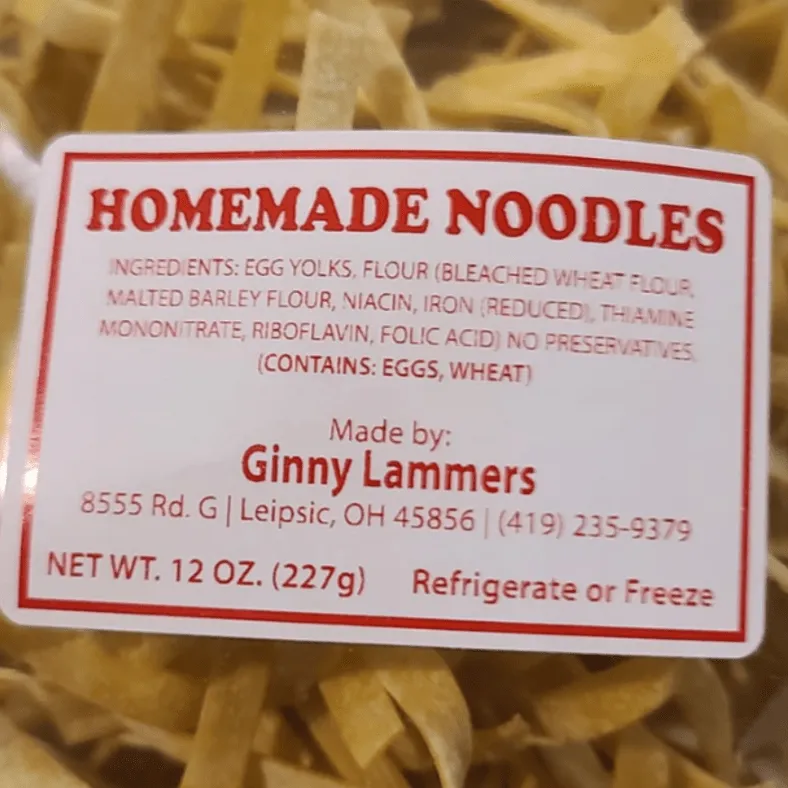 HOMEMADE NOODLES
INGREDIENTS: EGG YOLKS, FLOUR (BLEACHED WHEAT FLOUR,
MALTED BARLEY FLOUR, NIACIN, IRON (REDUCED), THIAMINE
MONONITRATE, RIBOFLAVIN, FOLIC ACID) NO PRESERVATIVES,
(CONTAINS: EGGS, WHEAT)
Made by:
Ginny Lammers
8555 Rd. G | Leipsic, OH 45856 | (419) 235-9379
NET WT. 12 OZ. (227g) Refrigerate or Freeze